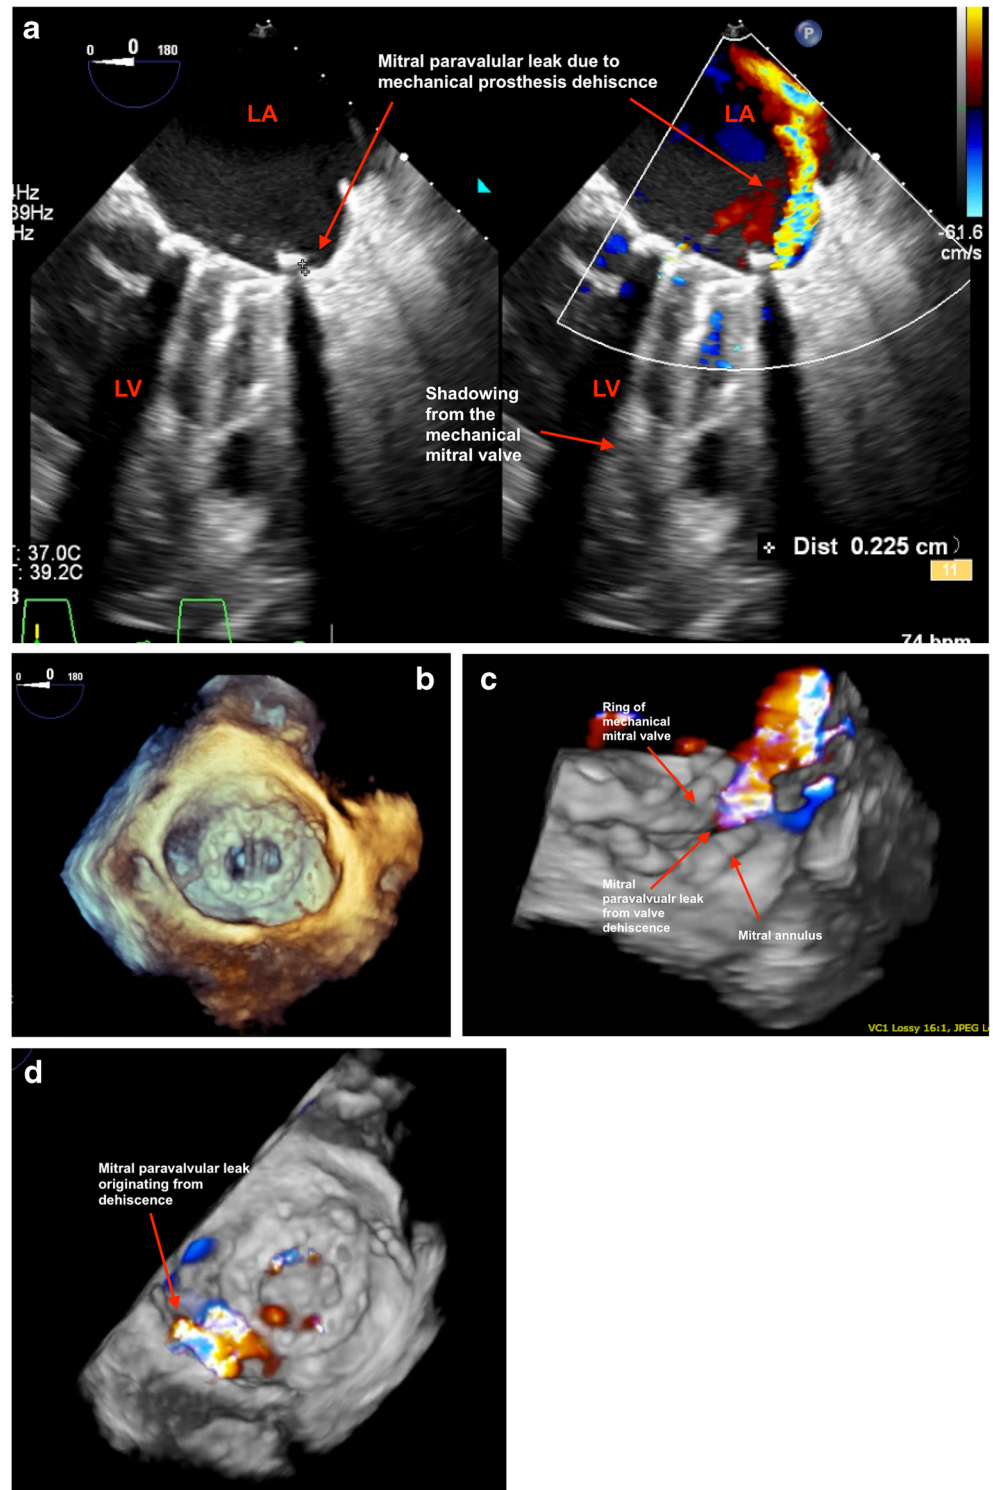 a
0 0 180
P
Mitral paravalular leak due to
mechanical prosthesis dehiscnce
LA
LA
Hz
39Hz
Hz
-61.6
cm/s
LV
LV
Shadowing
from the
mechanical
mitral valve
Dist 0.225 cm
11
: 37.0C
: 39.2C
74 bpm
0 0 180
b
c
Ring of
mechanical
mitral valve
Mitral
paravalvualr leak
from valve
dehiscence
Mitral annulus
VC1 Lossy 16:1, JPEG L
d
Mitral paravalvular leak
originating from
dehiscence